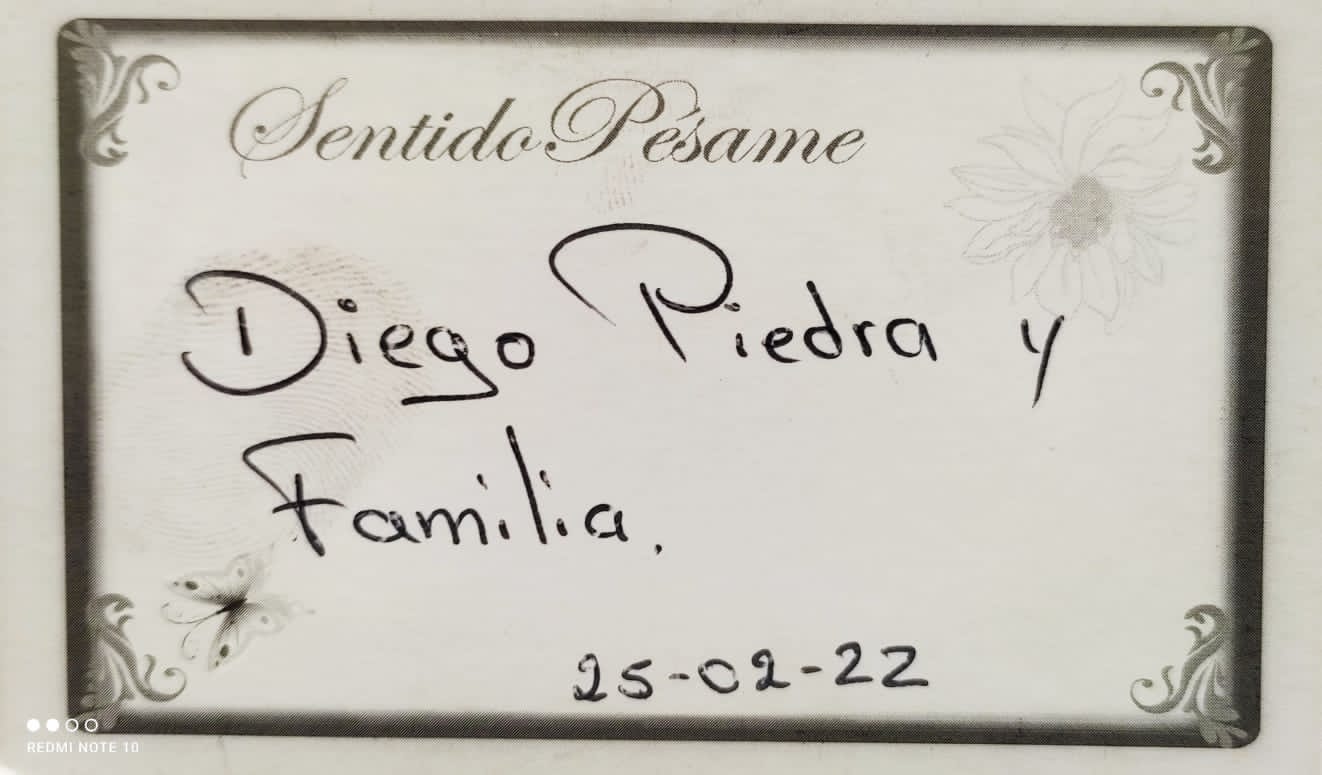 Sentido Pésame
Diego Piedra y
Familia.
25-02-22
REDMI NOTE 10